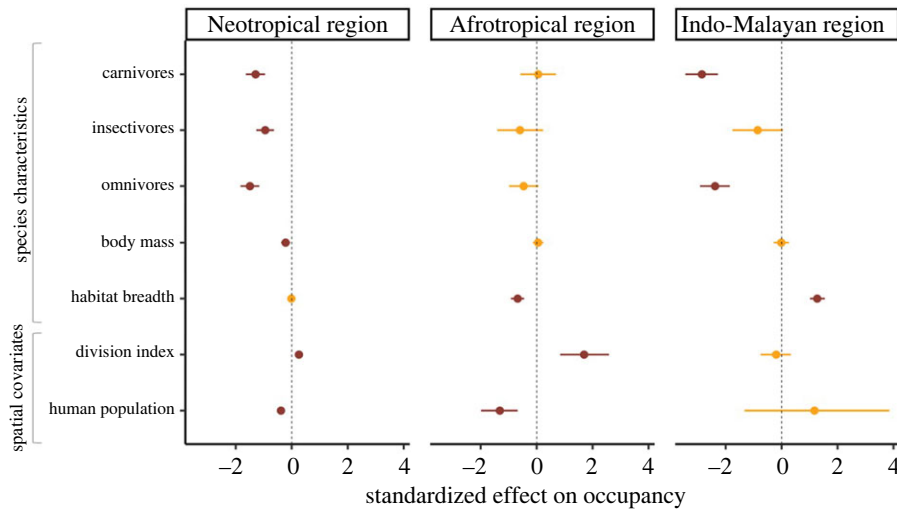 Neotropical region
Afrotropical region
Indo-Malayan region
species characteristics
carnivores
insectivores
omnivores
body mass
habitat breadth
spatial covariates
division index
human population
−2 0 2 4
−2 0 2 4
−2 0 2 4
standardized effect on occupancy